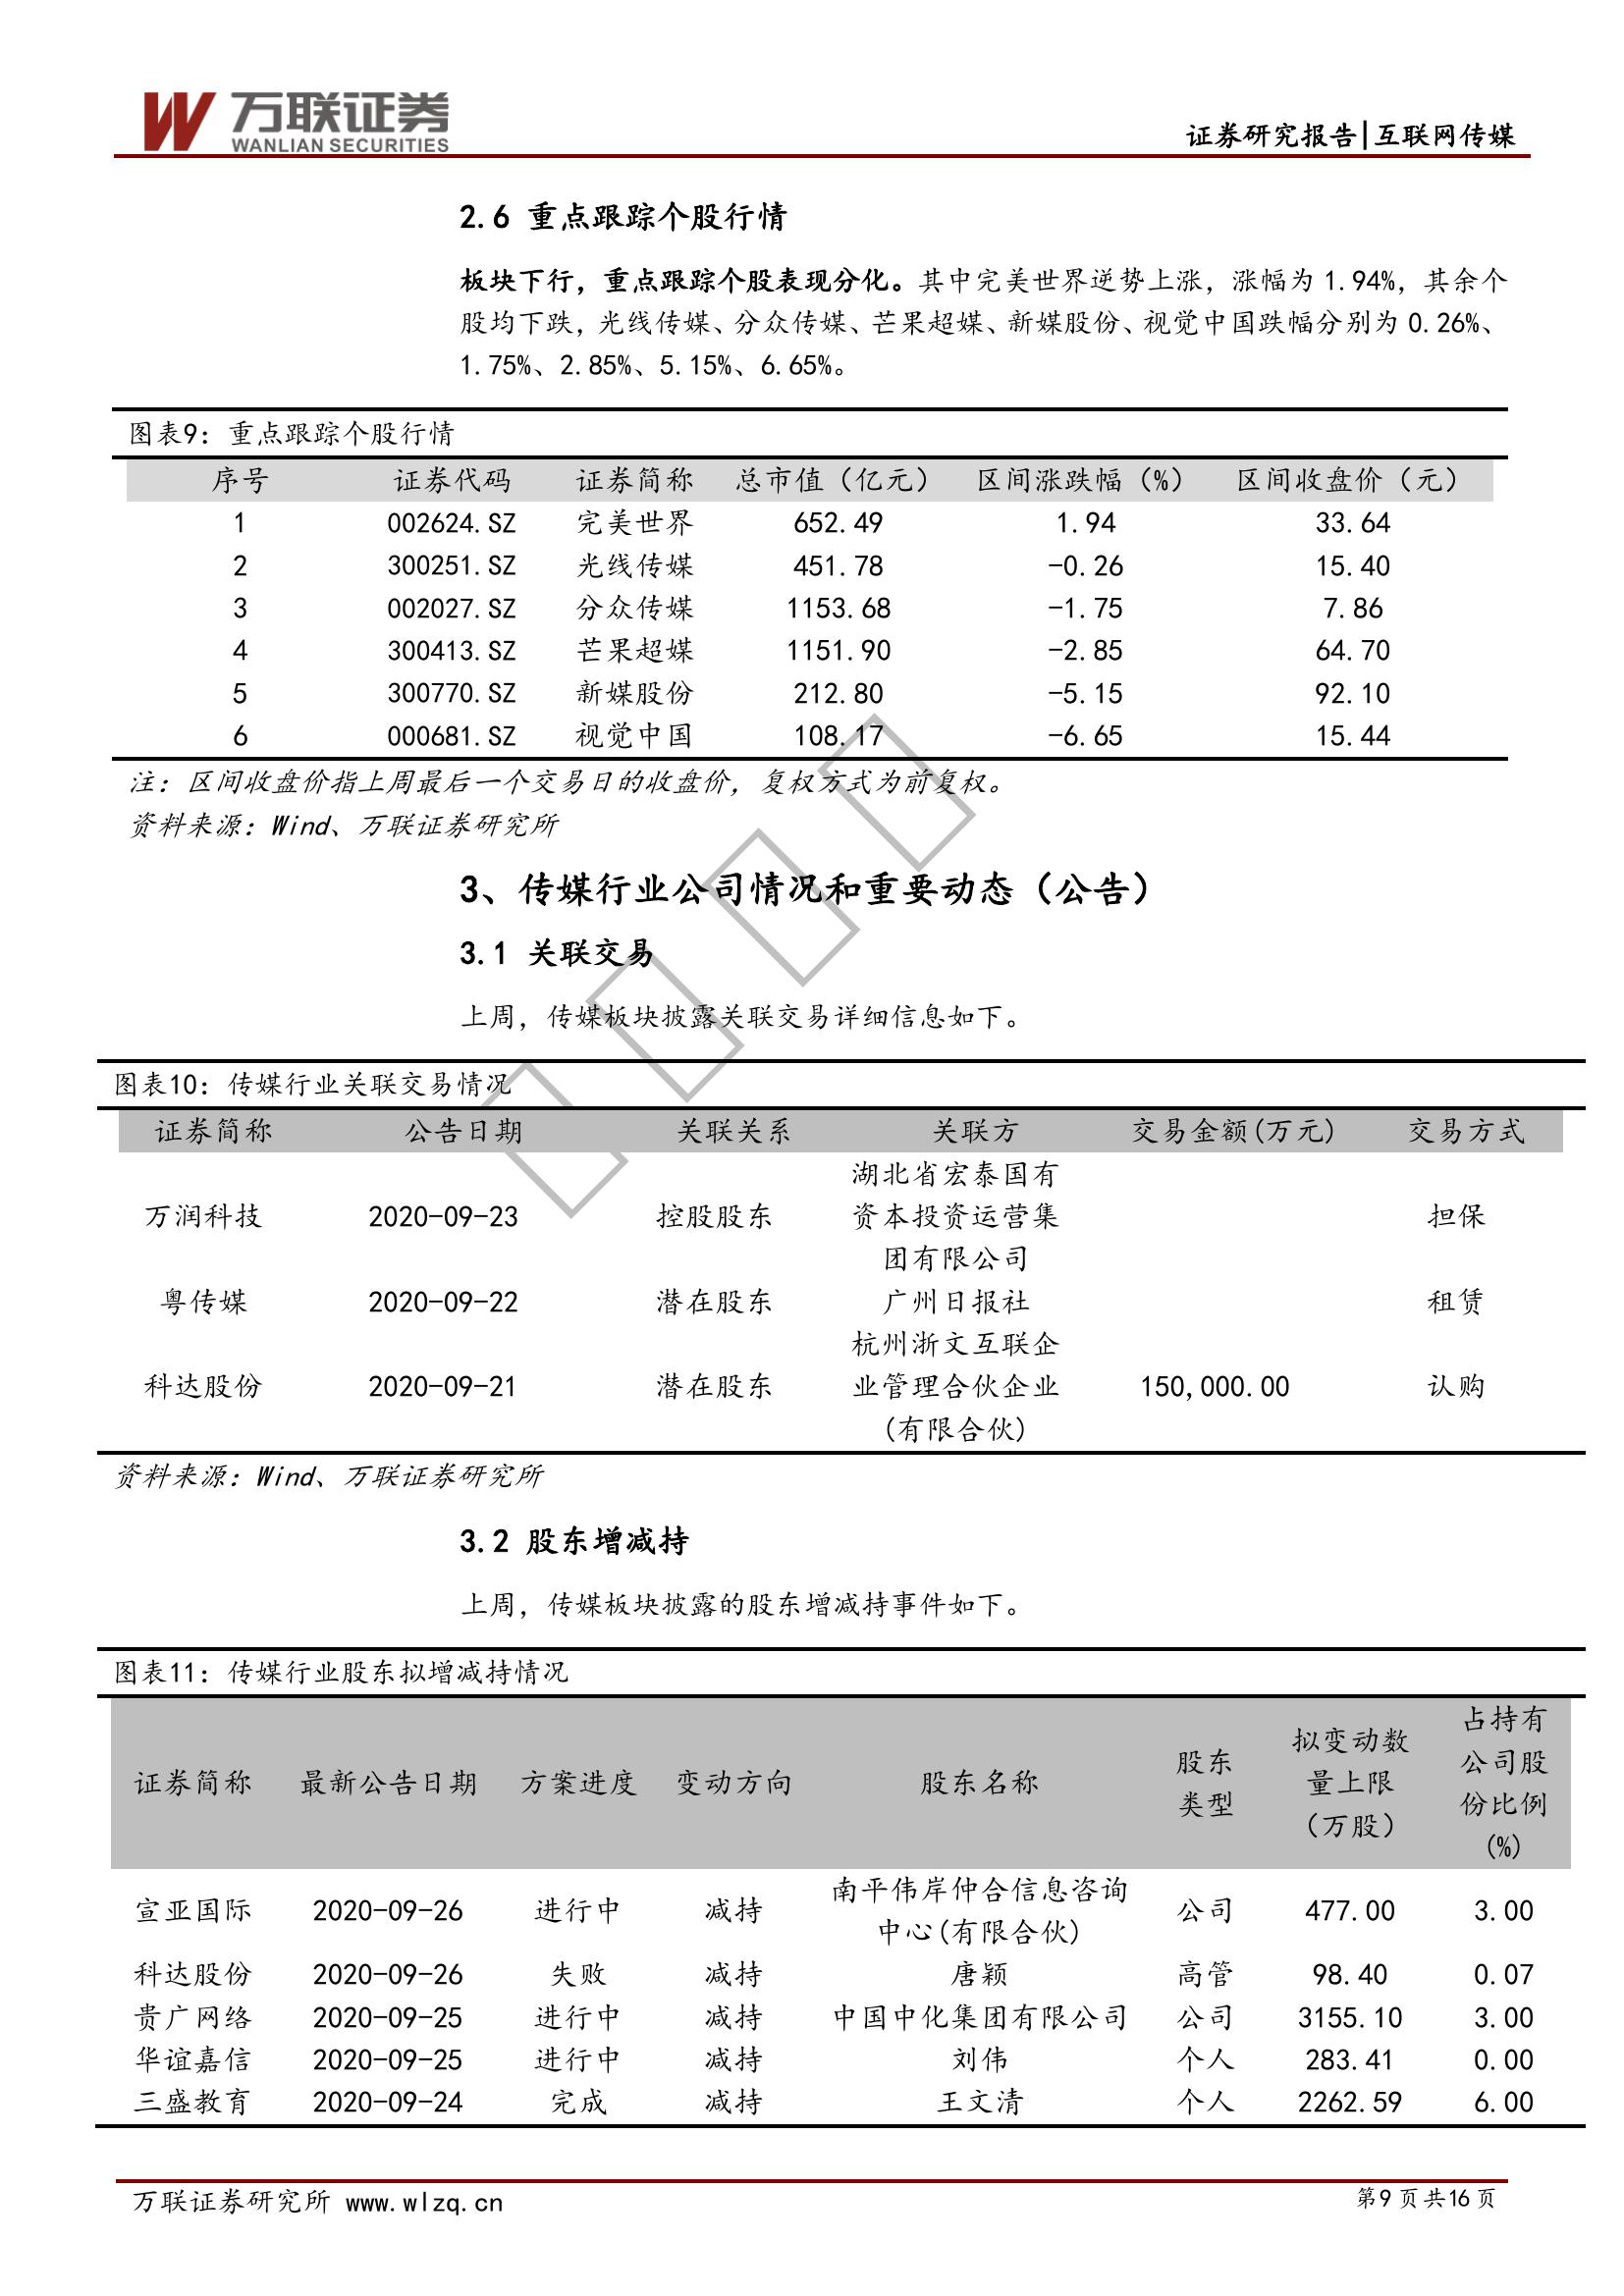 万联证券
WANLIAN SECURITIES
证券研究报告|互联网传媒
2.6 重点跟踪个股行情
板块下行，重点跟踪个股表现分化。其中完美世界逆势上涨，涨幅为 1.94%，其余个
股均下跌，光线传媒、分众传媒、芒果超媒、新媒股份、视觉中国跌幅分别为 0.26%、
1.75%、2.85%、5.15%、6.65%。
图表9：重点跟踪个股行情
序号 证券代码 证券简称 总市值（亿元） 区间涨跌幅（%） 区间收盘价（元）
1 002624.SZ 完美世界 652.49 1.94 33.64
2 300251.SZ 光线传媒 451.78 -0.26 15.40
3 002027.SZ 分众传媒 1153.68 -1.75 7.86
4 300413.SZ 芒果超媒 1151.90 -2.85 64.70
5 300770.SZ 新媒股份 212.80 -5.15 92.10
6 000681.SZ 视觉中国 108.17 -6.65 15.44
注：区间收盘价指上周最后一个交易日的收盘价，复权方式为前复权。
资料来源：Wind、万联证券研究所
3、传媒行业公司情况和重要动态（公告）
3.1 关联交易
上周，传媒板块披露关联交易详细信息如下。
图表10：传媒行业关联交易情况
证券简称 公告日期 关联关系 关联方 交易金额(万元) 交易方式
湖北省宏泰国有
万润科技 2020-09-23 控股股东 资本投资运营集 担保
团有限公司
粤传媒 2020-09-22 潜在股东 广州日报社 租赁
杭州浙文互联企
科达股份 2020-09-21 潜在股东 业管理合伙企业 150,000.00 认购
(有限合伙)
资料来源：Wind、万联证券研究所
3.2 股东增减持
上周，传媒板块披露的股东增减持事件如下。
图表11：传媒行业股东拟增减持情况
占持有
拟变动数 公司股
证券简称 最新公告日期 方案进度 变动方向 股东名称 股东 量上限 份比例
类型 （万股） (%)
南平伟岸仲合信息咨询
宣亚国际 2020-09-26 进行中 减持 公司 477.00 3.00
中心(有限合伙)
科达股份 2020-09-26 失败 减持 唐颖 高管 98.40 0.07
贵广网络 2020-09-25 进行中 减持 中国中化集团有限公司 公司 3155.10 3.00
华谊嘉信 2020-09-25 进行中 减持 刘伟 个人 283.41 0.00
三盛教育 2020-09-24 完成 减持 王文清 个人 2262.59 6.00
万联证券研究所 www.wlzq.cn
第9页共16页